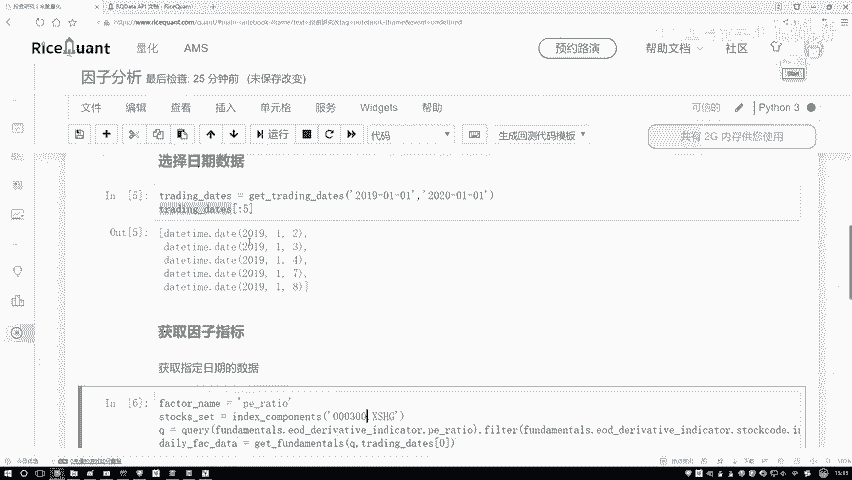 RQData API 文档 - RiceQuant
RiceQuant 量化 AMS 预约路演 帮助文档 社区
因子分析 最后检查: 25 分钟前 (未保存改变)
文件 编辑 查看 插入 单元格 服务 Widgets 帮助 可信的 Python 3
运行 代码 生成回测代码模板 共有 2G 内存供您使用
选择日期数据
In [5]: trading_dates = get_trading_dates('2019-01-01','2020-01-01')
trading_dates[:5]
Out[5]: [datetime.date(2019, 1, 2),
datetime.date(2019, 1, 3),
datetime.date(2019, 1, 4),
datetime.date(2019, 1, 7),
datetime.date(2019, 1, 8)]
获取因子指标
获取指定日期的数据
In [6]: factor_name = 'pe_ratio'
stocks_set = index_components('000300.XSHG')
q = query(fundamentals.eod_derivative_indicator.pe_ratio).filter(fundamentals.eod_derivative_indicator.stockcode.in
daily_fac_data = get_fundamentals(q,trading_dates[0])